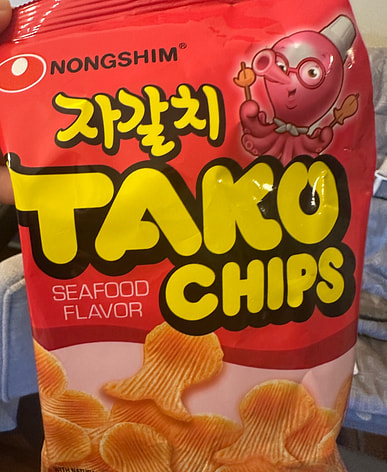 NONGSHIM®
자갈치
TAKO
CHIPS
SEAFOOD
FLAVOR